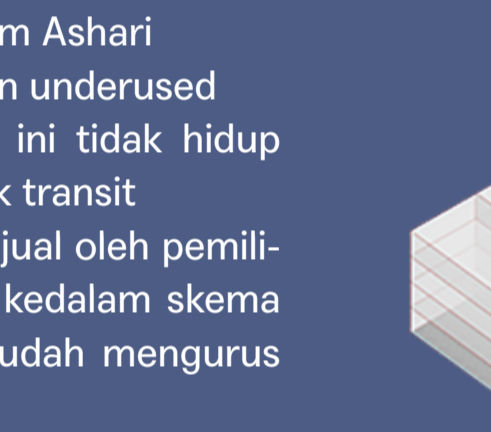 m Ashari
n underused
ini tidak hidup
k transit
jual oleh pemili-
kedalam skema
udah mengurus